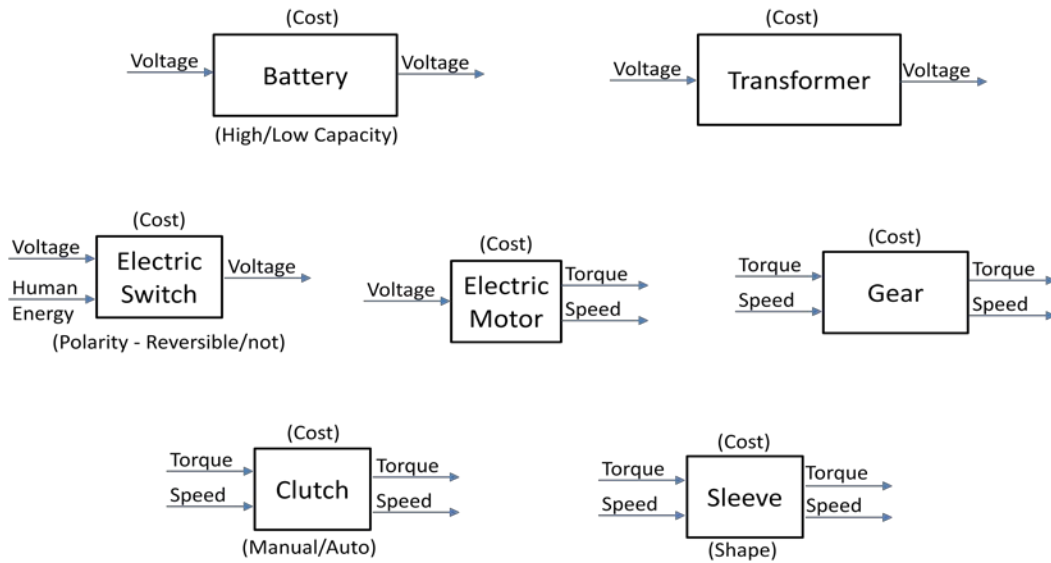 (Cost)
Voltage
Battery
Voltage
(High/Low Capacity)
(Cost)
Voltage
Transformer
Voltage
(Cost)
Voltage
Human
Energy
Electric
Switch
Voltage
(Polarity - Reversible/not)
(Cost)
Voltage
Electric
Motor
Torque
Speed
(Cost)
Torque
Speed
Gear
Torque
Speed
(Cost)
Torque
Speed
Clutch
Torque
Speed
(Manual/Auto)
(Cost)
Torque
Speed
Sleeve
Torque
Speed
(Shape)